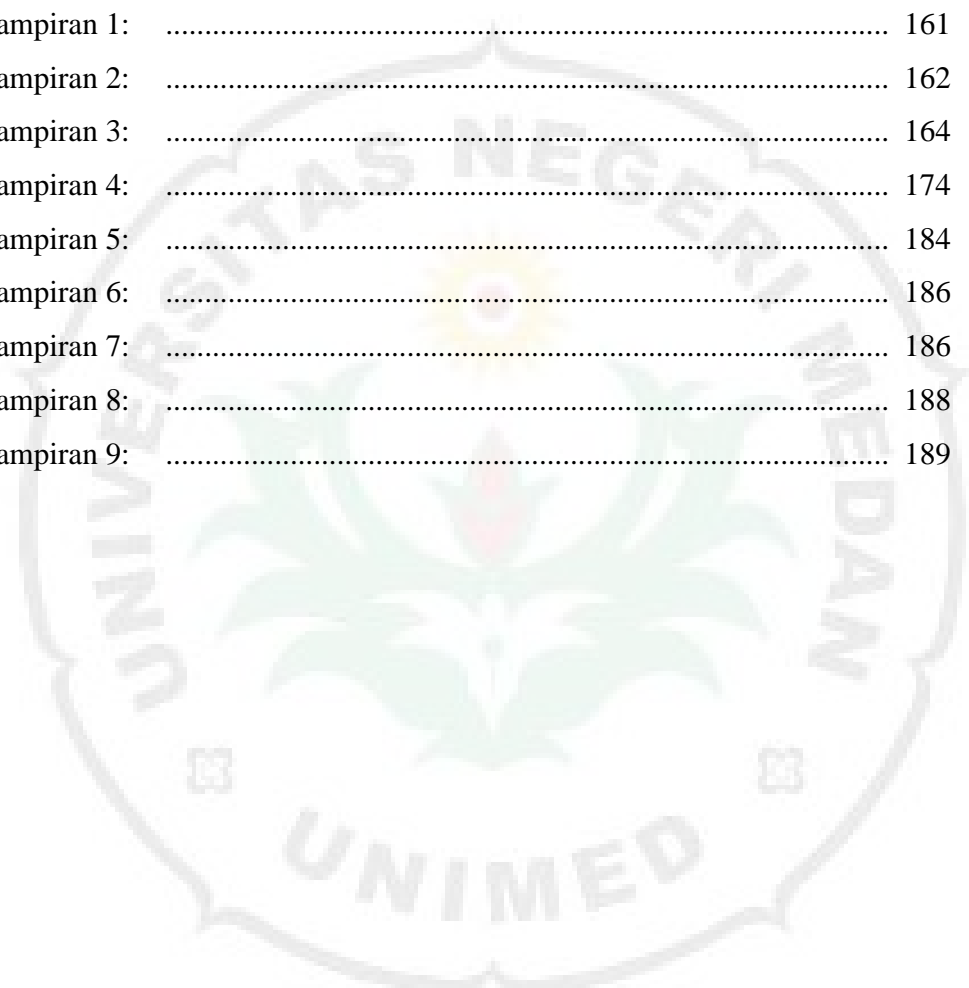 ampiran 1: ................................................................................................ 161
ampiran 2: ................................................................................................ 162
ampiran 3: ................................................................................................ 164
ampiran 4: ................................................................................................ 174
ampiran 5: ................................................................................................ 184
ampiran 6: ................................................................................................ 186
ampiran 7: ................................................................................................ 186
ampiran 8: ................................................................................................ 188
ampiran 9: ................................................................................................ 189
UNIVERSITAS NEGERI MEDAN
UNIMED